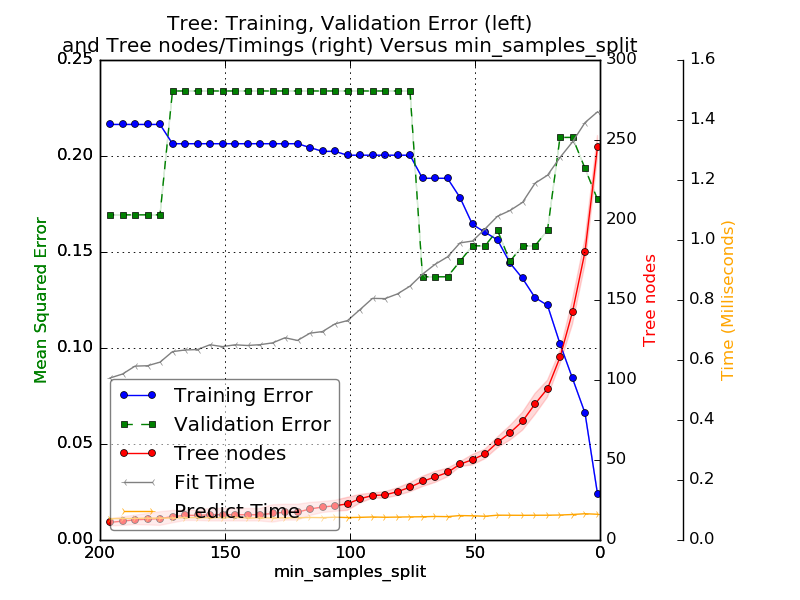 Tree: Training, Validation Error (left)
and Tree nodes/Timings (right) Versus min_samples_split
0.25
0.20
0.15
0.10
0.05
0.00
Mean Squared Error
200
150
100
50
0
min_samples_split
300
250
200
150
100
50
0
Tree nodes
1.6
1.4
1.2
1.0
0.8
0.6
0.4
0.2
0.0
Time (Milliseconds)
Training Error
Validation Error
Tree nodes
Fit Time
Predict Time